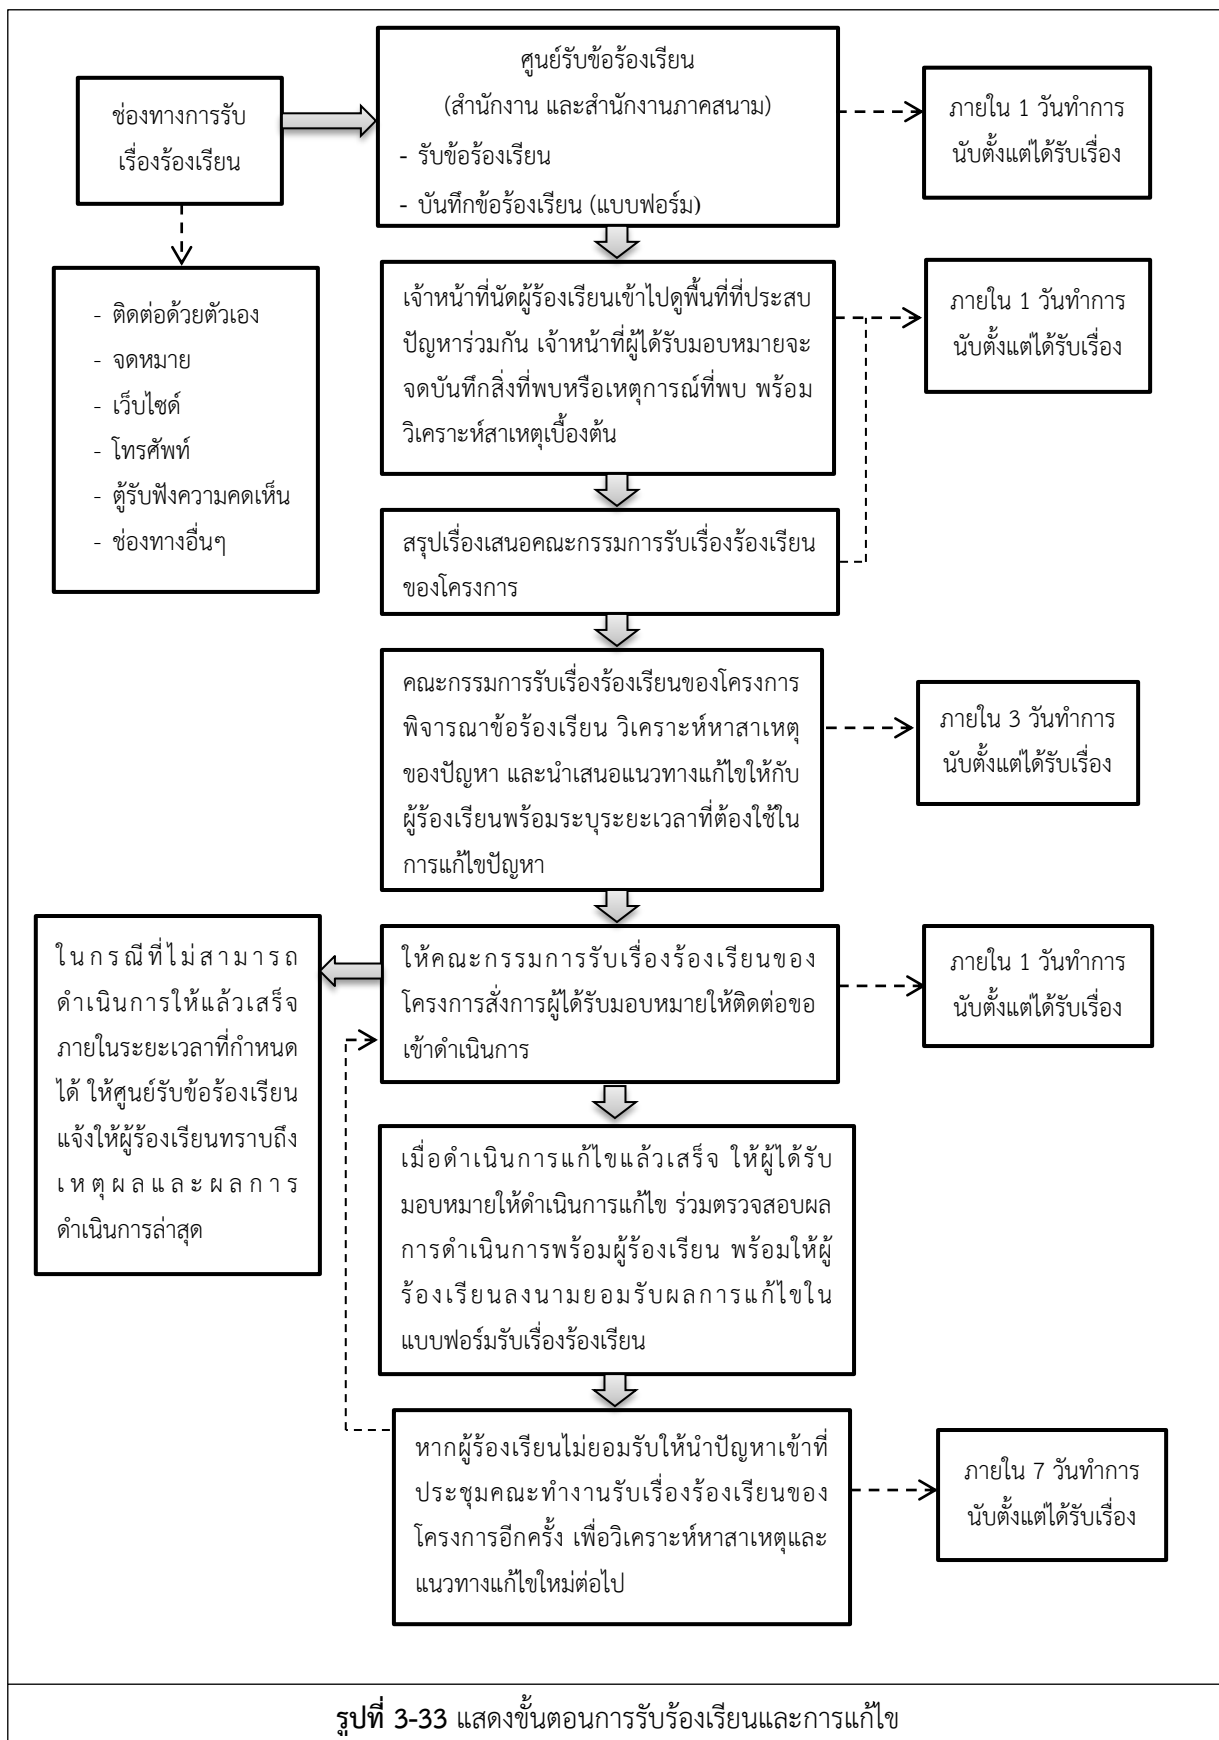 ช่องทางการรับ
เรื่องร้องเรียน
ศูนย์รับข้อร้องเรียน
(สำนักงาน และสำนักงานภาคสนาม)
- รับข้อร้องเรียน
- บันทึกข้อร้องเรียน (แบบฟอร์ม)
ภายใน 1 วันทำการ
นับตั้งแต่ได้รับเรื่อง
- ติดต่อด้วยตัวเอง
- จดหมาย
- เว็บไซด์
- โทรศัพท์
- ตู้รับฟังความคดเห็น
- ช่องทางอื่นๆ
เจ้าหน้าที่นัดผู้ร้องเรียนเข้าไปดูพื้นที่ที่ประสบ
ปัญหาร่วมกัน เจ้าหน้าที่ผู้ได้รับมอบหมายจะ
จดบันทึกสิ่งที่พบหรือเหตุการณ์ที่พบ พร้อม
วิเคราะห์สาเหตุเบื้องต้น
ภายใน 1 วันทำการ
นับตั้งแต่ได้รับเรื่อง
สรุปเรื่องเสนอคณะกรรมการรับเรื่องร้องเรียน
ของโครงการ
คณะกรรมการรับเรื่องร้องเรียนของโครงการ
พิจารณาข้อร้องเรียน วิเคราะห์หาสาเหตุ
ของปัญหา และนำเสนอแนวทางแก้ไขให้กับ
ผู้ร้องเรียนพร้อมระบุระยะเวลาที่ต้องใช้ใน
การแก้ไขปัญหา
ภายใน 3 วันทำการ
นับตั้งแต่ได้รับเรื่อง
ในกรณีที่ไม่สามารถ
ดำเนินการให้แล้วเสร็จ
ภายในระยะเวลาที่กำหนด
ได้ ให้ศูนย์รับข้อร้องเรียน
แจ้งให้ผู้ร้องเรียนทราบถึง
เหตุผลและผลการ
ดำเนินการล่าสุด
ให้คณะกรรมการรับเรื่องร้องเรียนของ
โครงการสั่งการผู้ได้รับมอบหมายให้ติดต่อขอ
เข้าดำเนินการ
ภายใน 1 วันทำการ
นับตั้งแต่ได้รับเรื่อง
เมื่อดำเนินการแก้ไขแล้วเสร็จ ให้ผู้ได้รับ
มอบหมายให้ดำเนินการแก้ไข ร่วมตรวจสอบผล
การดำเนินการพร้อมผู้ร้องเรียน พร้อมให้ผู้
ร้องเรียนลงนามยอมรับผลการแก้ไขใน
แบบฟอร์มรับเรื่องร้องเรียน
หากผู้ร้องเรียนไม่ยอมรับให้นำปัญหาเข้าที่
ประชุมคณะทำงานรับเรื่องร้องเรียนของ
โครงการอีกครั้ง เพื่อวิเคราะห์หาสาเหตุและ
แนวทางแก้ไขใหม่ต่อไป
ภายใน 7 วันทำการ
นับตั้งแต่ได้รับเรื่อง
รูปที่ 3-33 แสดงขั้นตอนการรับร้องเรียนและการแก้ไข